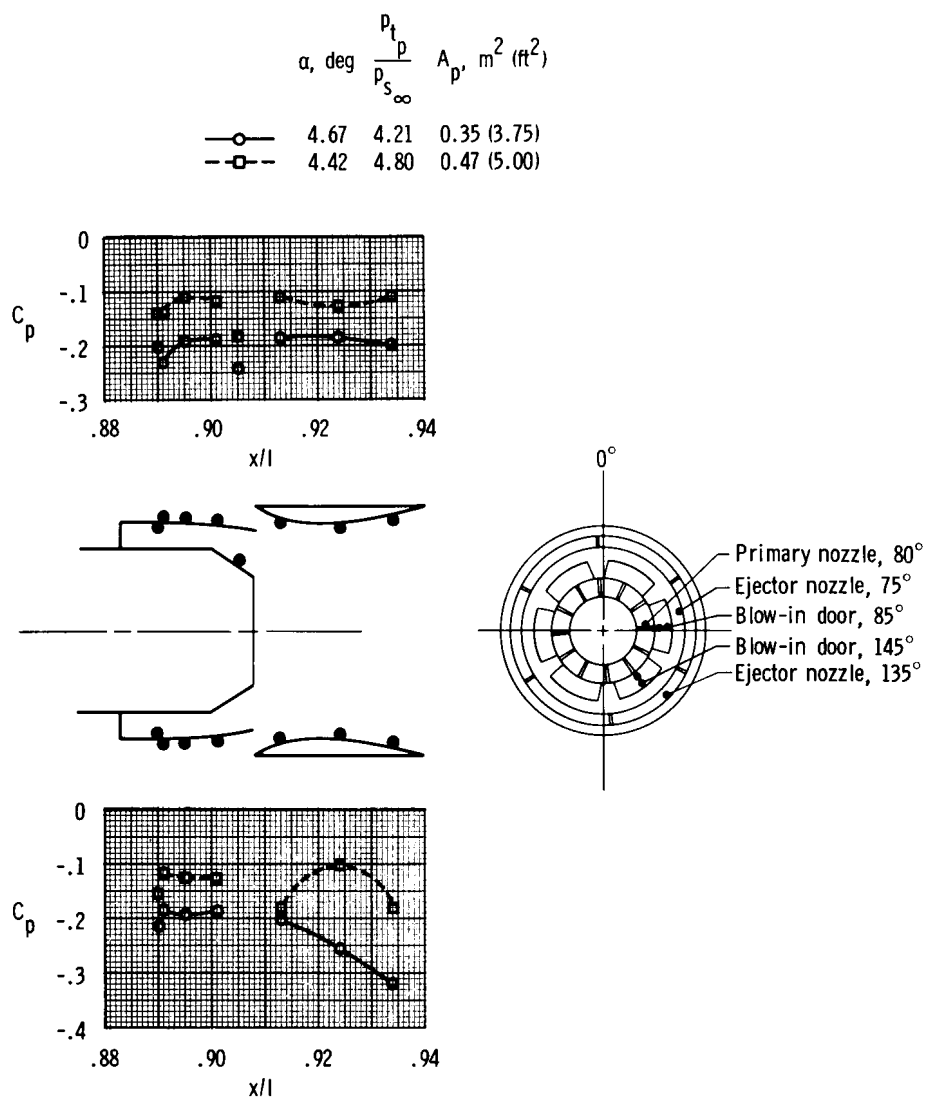 α, deg p_t_p / p_s_∞ A_p, m² (ft²)
4.67 4.21 0.35 (3.75)
4.42 4.80 0.47 (5.00)
0
-.1
C_p
-.2
-.3
.88 .90 .92 .94
x/l
0°
Primary nozzle, 80°
Ejector nozzle, 75°
Blow-in door, 85°
Blow-in door, 145°
Ejector nozzle, 135°
0
-.1
C_p
-.2
-.3
-.4
.88 .90 .92 .94
x/l